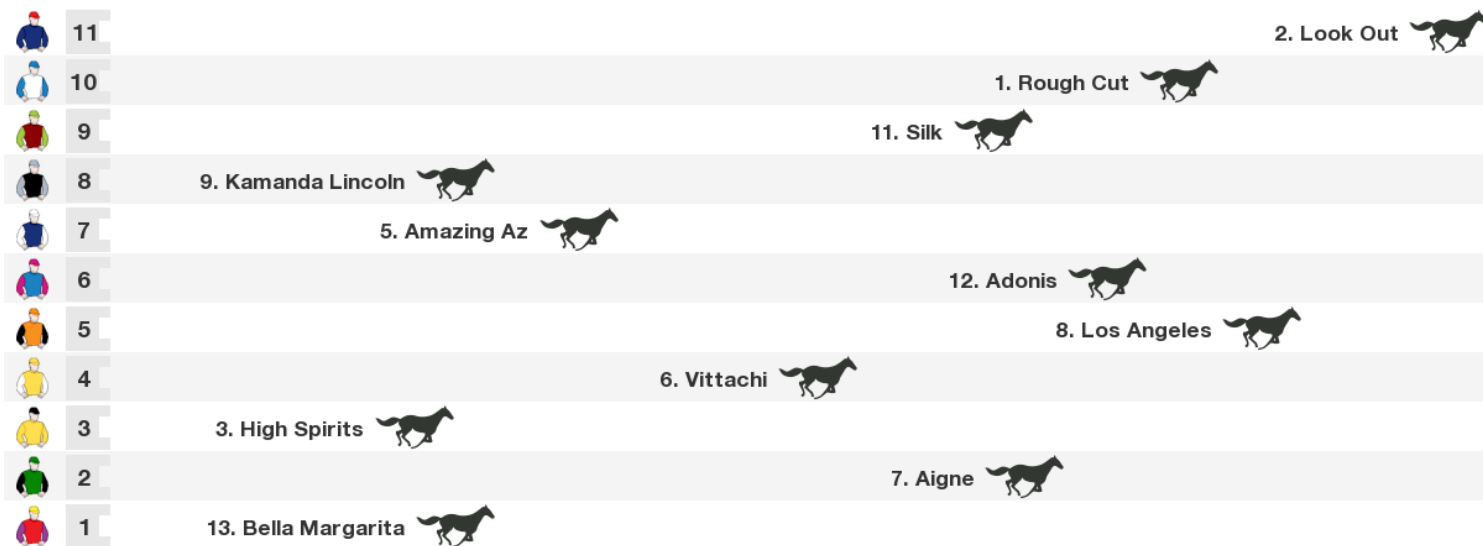 11 2. Look Out
10 1. Rough Cut
9 11. Silk
8 9. Kamanda Lincoln
7 5. Amazing Az
6 12. Adonis
5 8. Los Angeles
4 6. Vittachi
3 3. High Spirits
2 7. Aigne
1 13. Bella Margarita